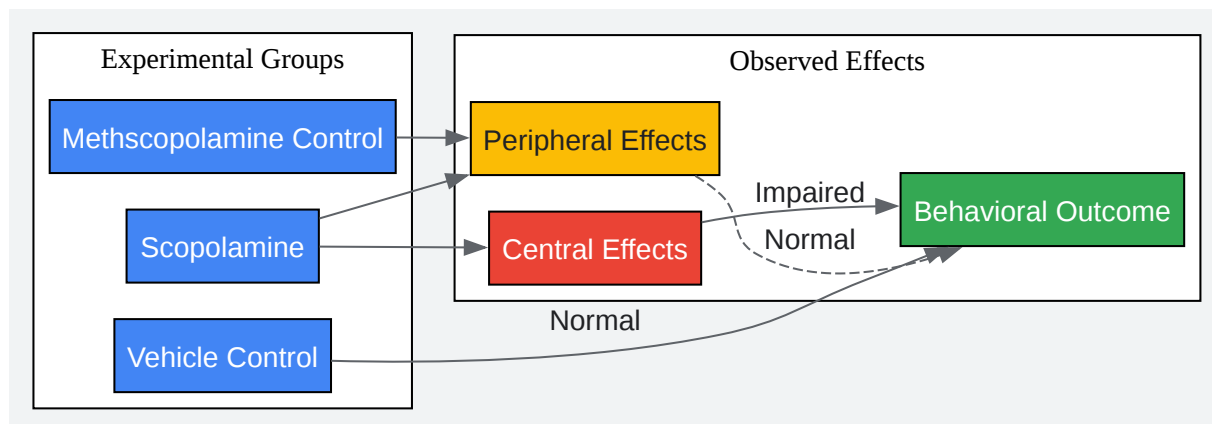 Experimental Groups
Methscopolamine Control
Scopolamine
Vehicle Control
Observed Effects
Peripheral Effects
Central Effects
Impaired
Normal
Behavioral Outcome
Normal